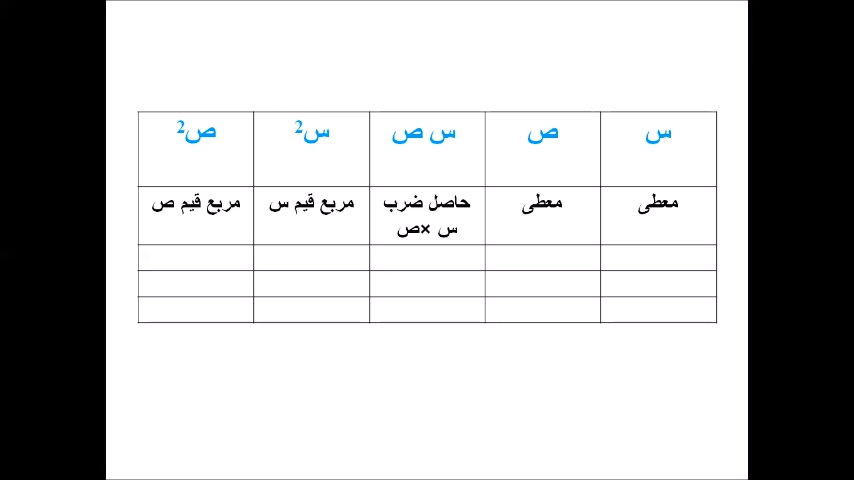 س ص س ص س² ص²
معطى معطى حاصل ضرب مربع قيم س مربع قيم ص
س ×ص